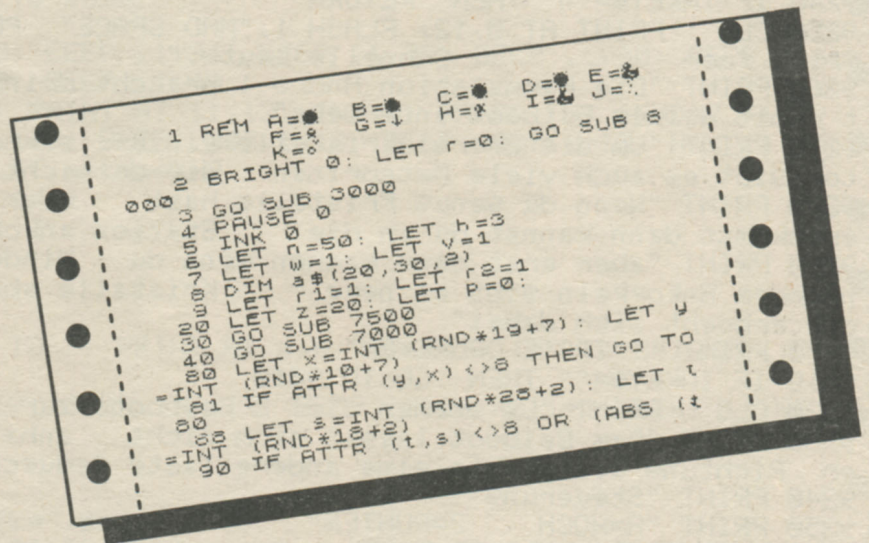 1 REM A= B= C= D= E=
F= G=↓ H= I= J=
K=
2 BRIGHT 0: LET r=0: GO SUB 8
000
3 GO SUB 3000
4 PAUSE 0
5 INK 0
6 LET n=50: LET h=3
7 LET w=1: LET v=1
8 DIM a$(20,30,2)
9 LET r1=1: LET r2=1
20 LET z=20: LET p=0:
30 GO SUB 7500
40 GO SUB 7000
80 LET x=INT (RND*19+7): LET y
=INT (RND*10+7)
81 IF ATTR (y,x)<>8 THEN GO TO
80
88 LET s=INT (RND*28+2): LET t
=INT (RND*18+2)
90 IF ATTR (t,s)<>8 OR (ABS (t